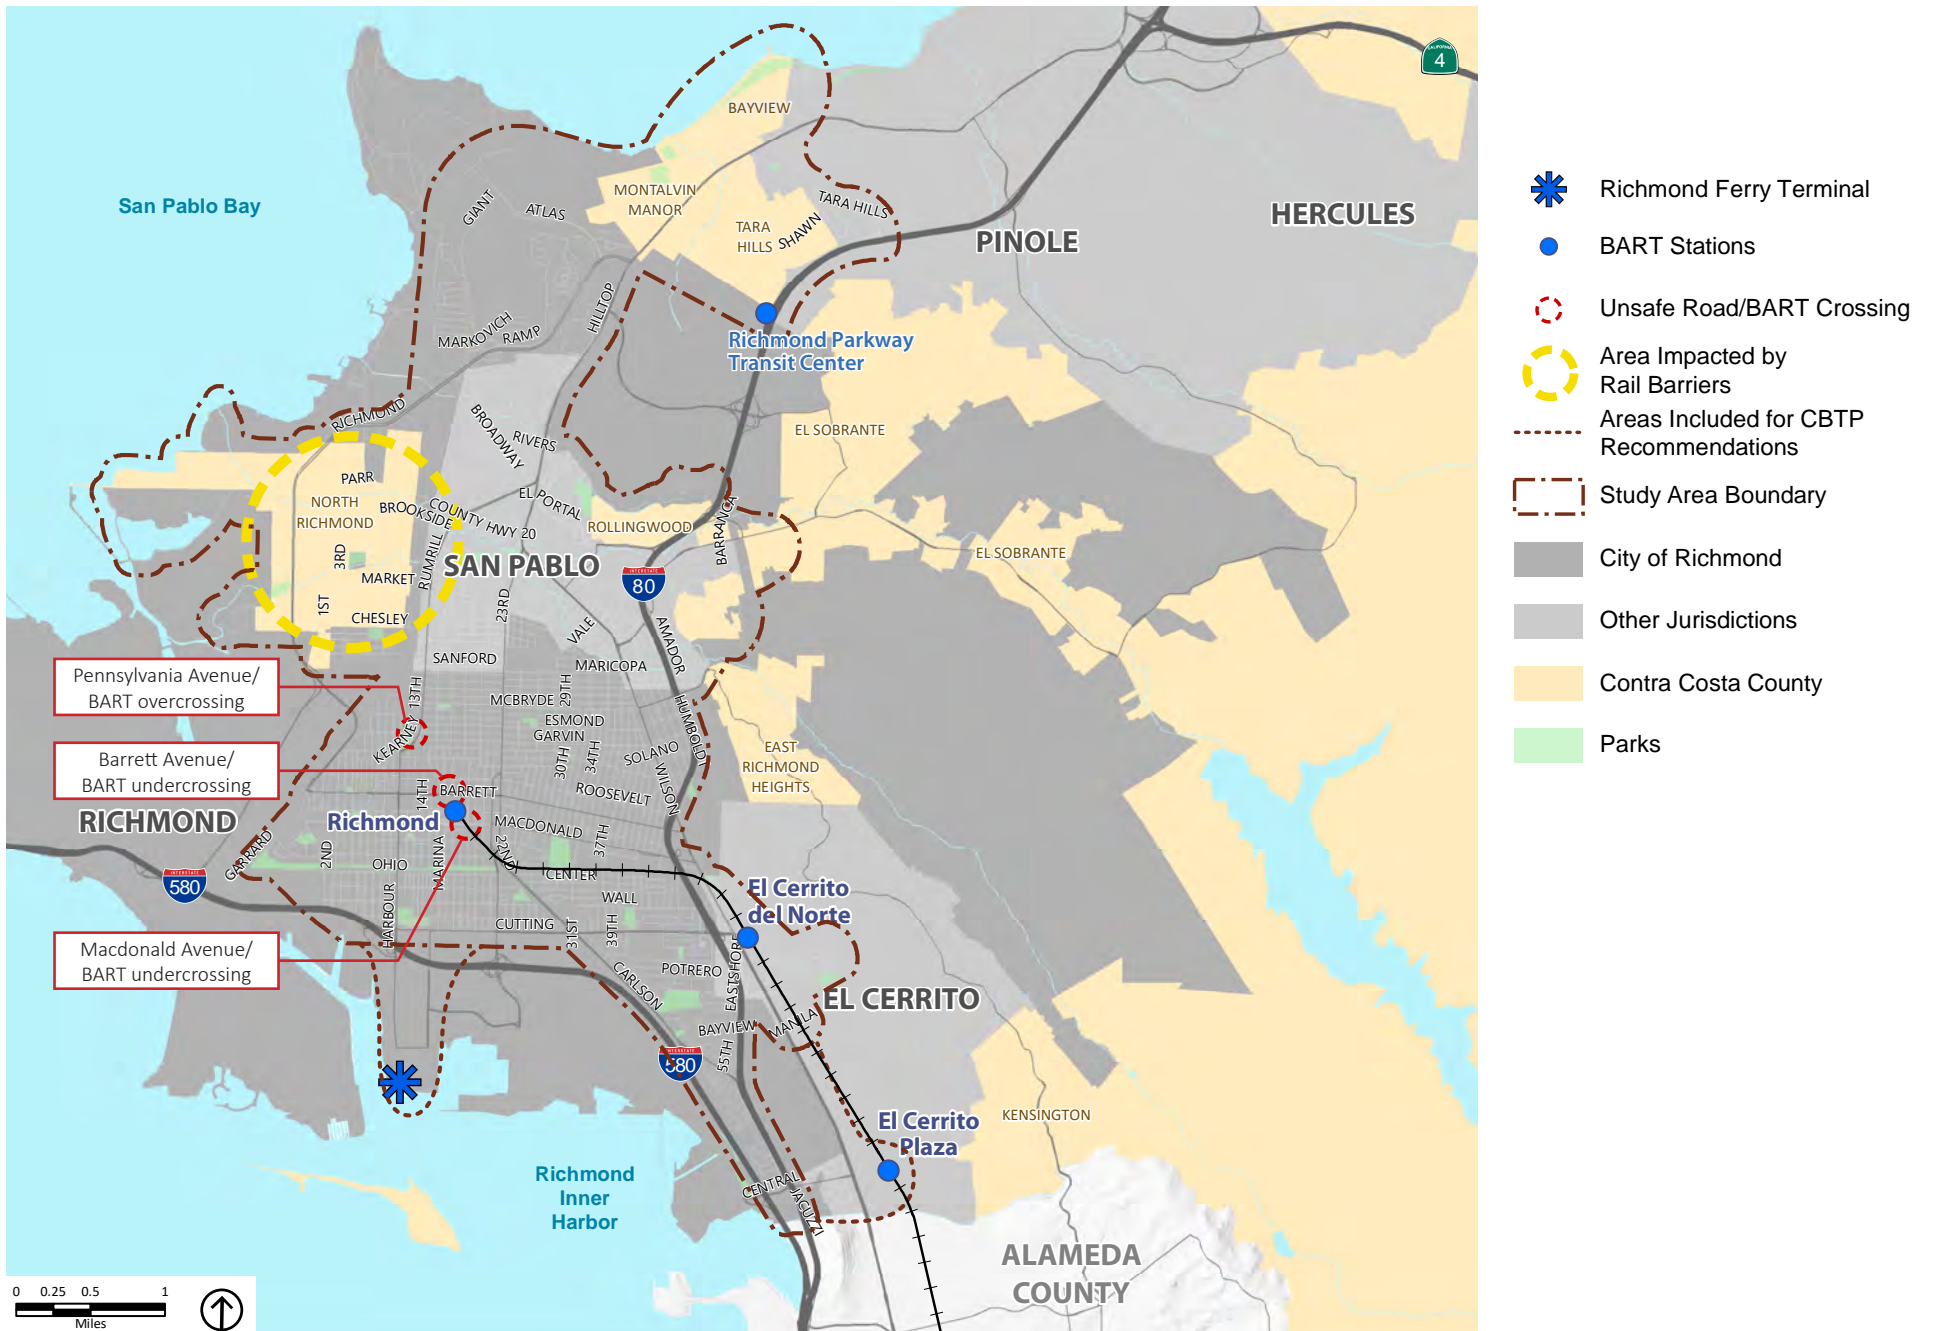 CALIFORNIA
4
BAYVIEW
San Pablo Bay
MONTALVIN
MANOR
GIANT
ATLAS
TARA HILLS
TARA
HILLS
SHAWN
HERCULES
PINOLE
HILLTOP
MARKOVICH
RAMP
Richmond Parkway
Transit Center
RICHMOND
BROADWAY
RIVERS
EL SOBRANTE
PARR
NORTH
RICHMOND
BROOKSIDE
COUNTY HWY 20
EL PORTAL
ROLLINGWOOD
BARRANCA
3RD
RUMRILL
SAN PABLO
EL SOBRANTE
INTERSTATE
80
MARKET
1ST
CHESLEY
23RD
VALE
AMADOR
SANFORD
MARICOPA
Pennsylvania Avenue/
BART overcrossing
13TH
MCBRYDE
29TH
HUMBOLDT
KEARNEY
ESMOND
GARVIN
SOLANO
EAST
RICHMOND
HEIGHTS
Barrett Avenue/
BART undercrossing
30TH
34TH
WILSON
14TH
BARRETT
ROOSEVELT
RICHMOND
Richmond
MACDONALD
GARRARD
2ND
OHIO
MARINA
22ND
37TH
CENTER
INTERSTATE
580
El Cerrito
del Norte
WALL
HARBOUR
CUTTING
31ST
39TH
Macdonald Avenue/
BART undercrossing
CARLSON
POTRERO
EASTSHORE
EL CERRITO
BAYVIEW
MANILA
INTERSTATE
580
55TH
El Cerrito
Plaza
KENSINGTON
Richmond
Inner
Harbor
CENTRAL
JACUZZI
ALAMEDA
COUNTY
0 0.25 0.5 1
Miles
Richmond Ferry Terminal
BART Stations
Unsafe Road/BART Crossing
Area Impacted by
Rail Barriers
Areas Included for CBTP
Recommendations
Study Area Boundary
City of Richmond
Other Jurisdictions
Contra Costa County
Parks